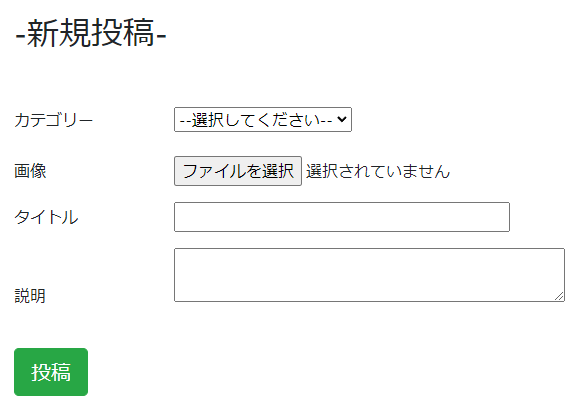 -新規投稿-
カテゴリー --選択してください--
画像 ファイルを選択 選択されていません
タイトル
説明
投稿